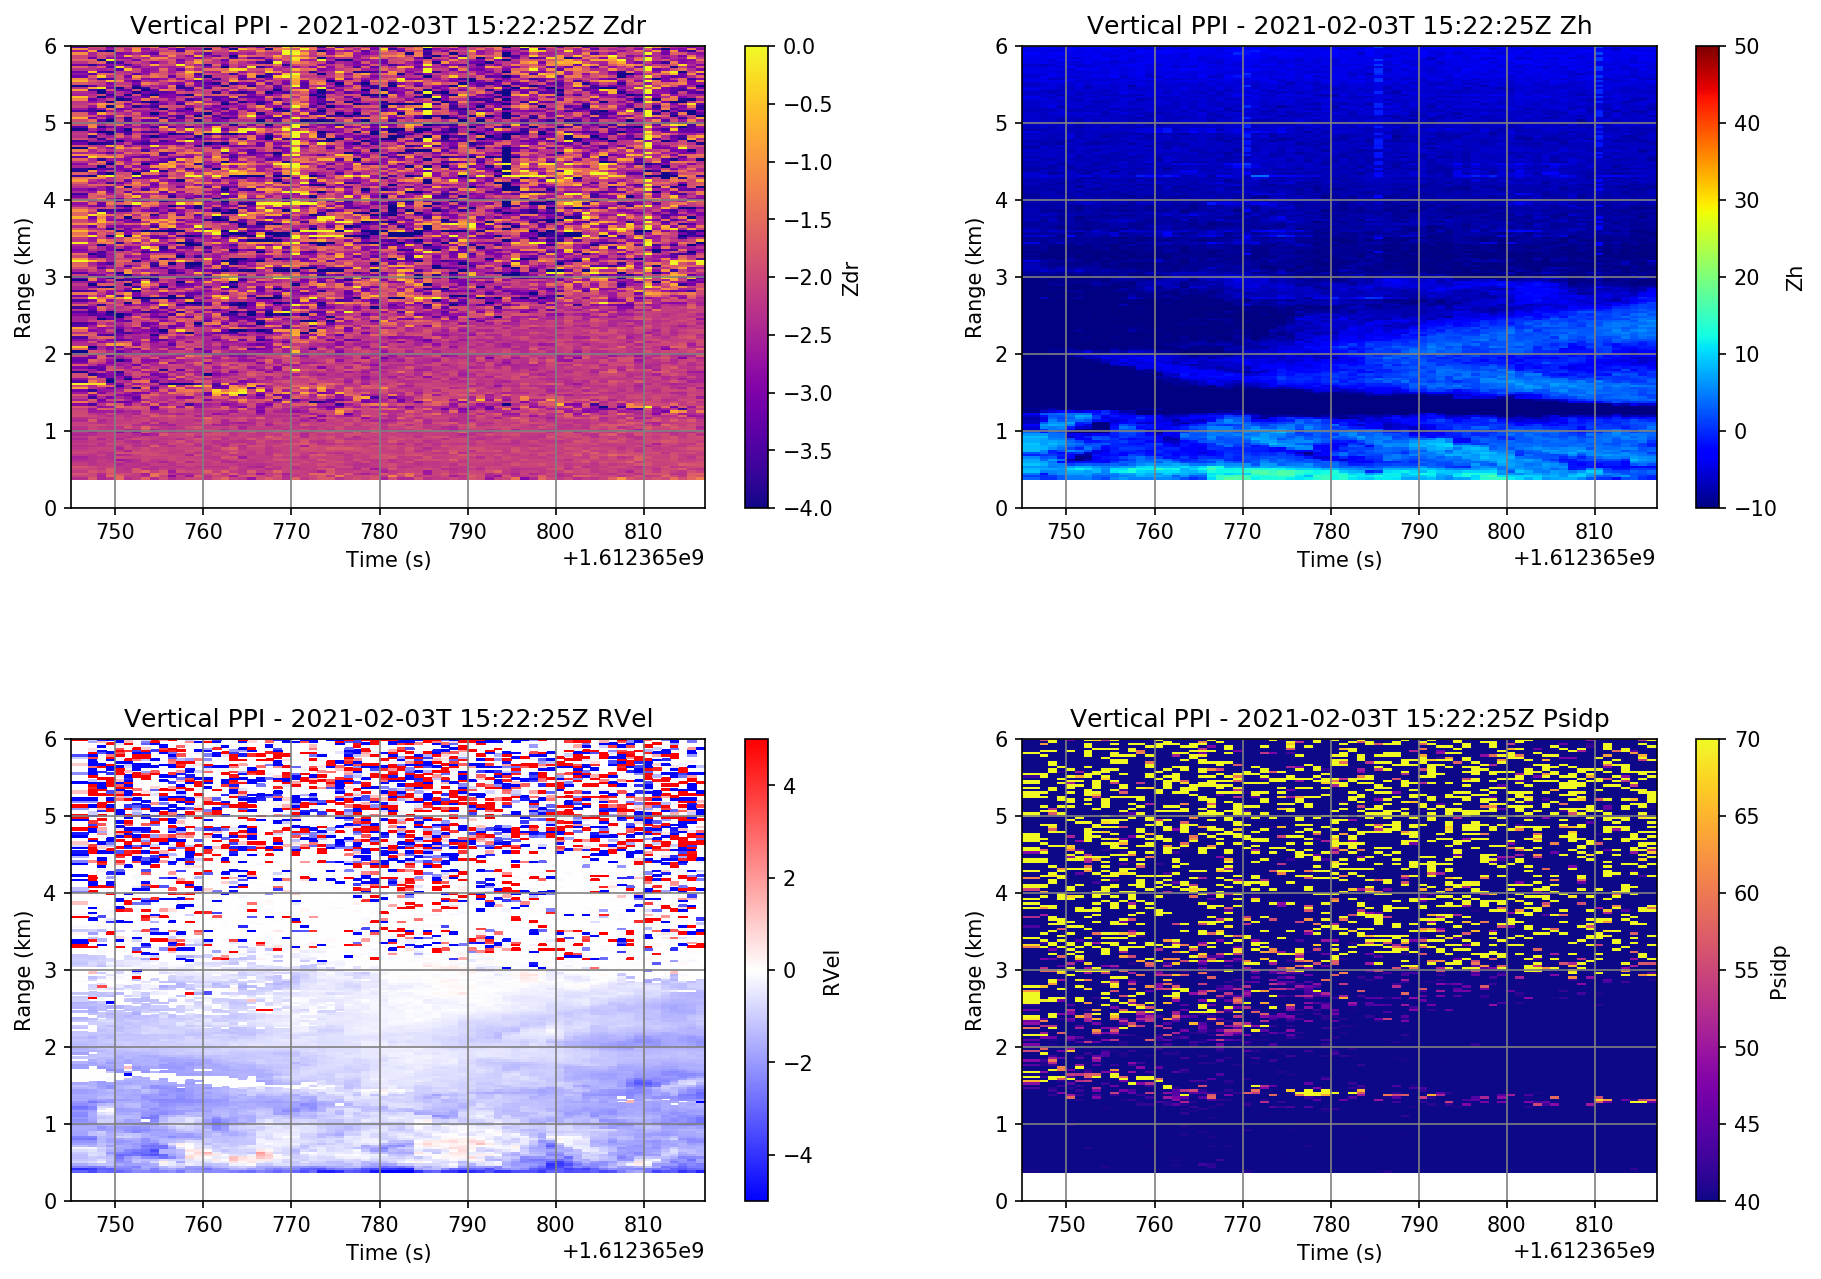 Vertical PPI - 2021-02-03T 15:22:25Z Zdr
6
5
4
3
2
1
0
Range (km)
750 760 770 780 790 800 810
Time (s)
+1.612365e9
0.0
−0.5
−1.0
−1.5
−2.0
−2.5
−3.0
−3.5
−4.0
Zdr
Vertical PPI - 2021-02-03T 15:22:25Z Zh
6
5
4
3
2
1
0
Range (km)
750 760 770 780 790 800 810
Time (s)
+1.612365e9
50
40
30
20
10
0
−10
Zh
Vertical PPI - 2021-02-03T 15:22:25Z RVel
6
5
4
3
2
1
0
Range (km)
750 760 770 780 790 800 810
Time (s)
+1.612365e9
4
2
0
−2
−4
RVel
Vertical PPI - 2021-02-03T 15:22:25Z Psidp
6
5
4
3
2
1
0
Range (km)
750 760 770 780 790 800 810
Time (s)
+1.612365e9
70
65
60
55
50
45
40
Psidp